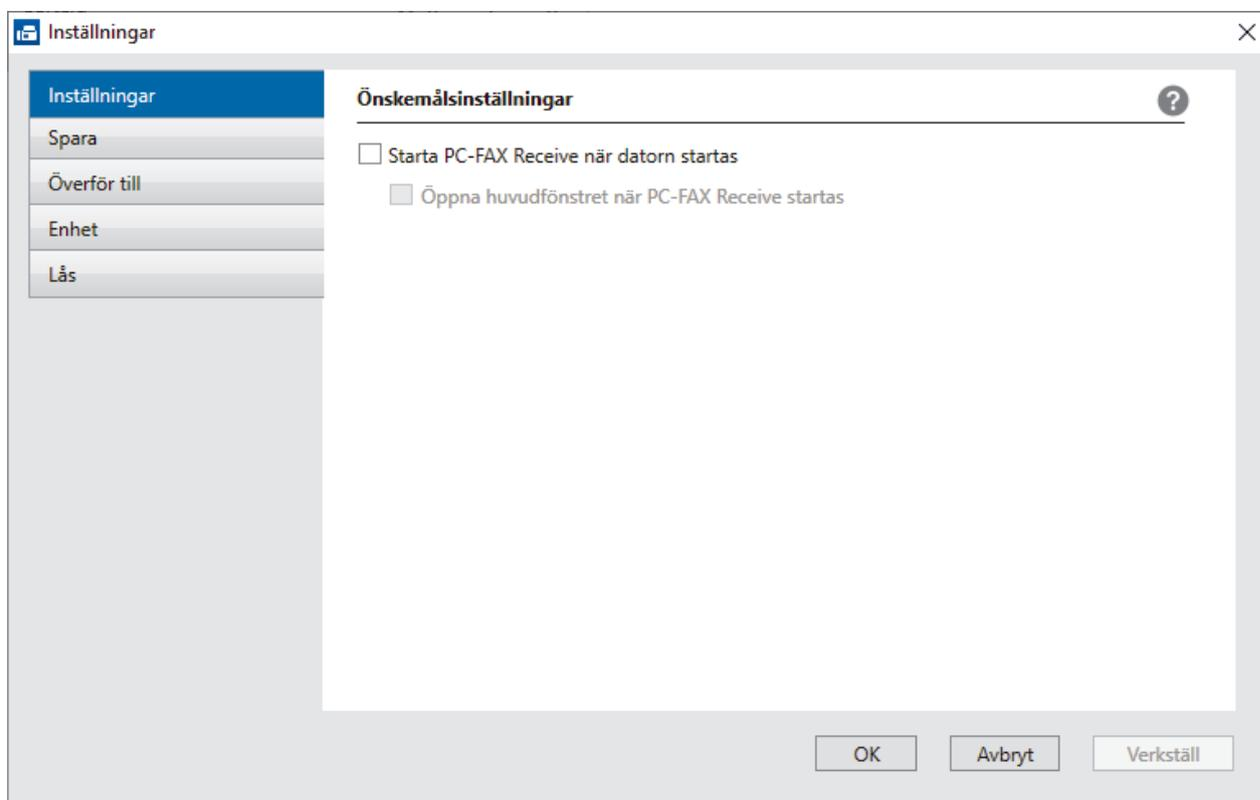 Inställningar
Inställningar
Spara
Överför till
Enhet
Lås
Önskemålsinställningar
?
Starta PC-FAX Receive när datorn startas
Öppna huvudfönstret när PC-FAX Receive startas
OK
Avbryt
Verkställ